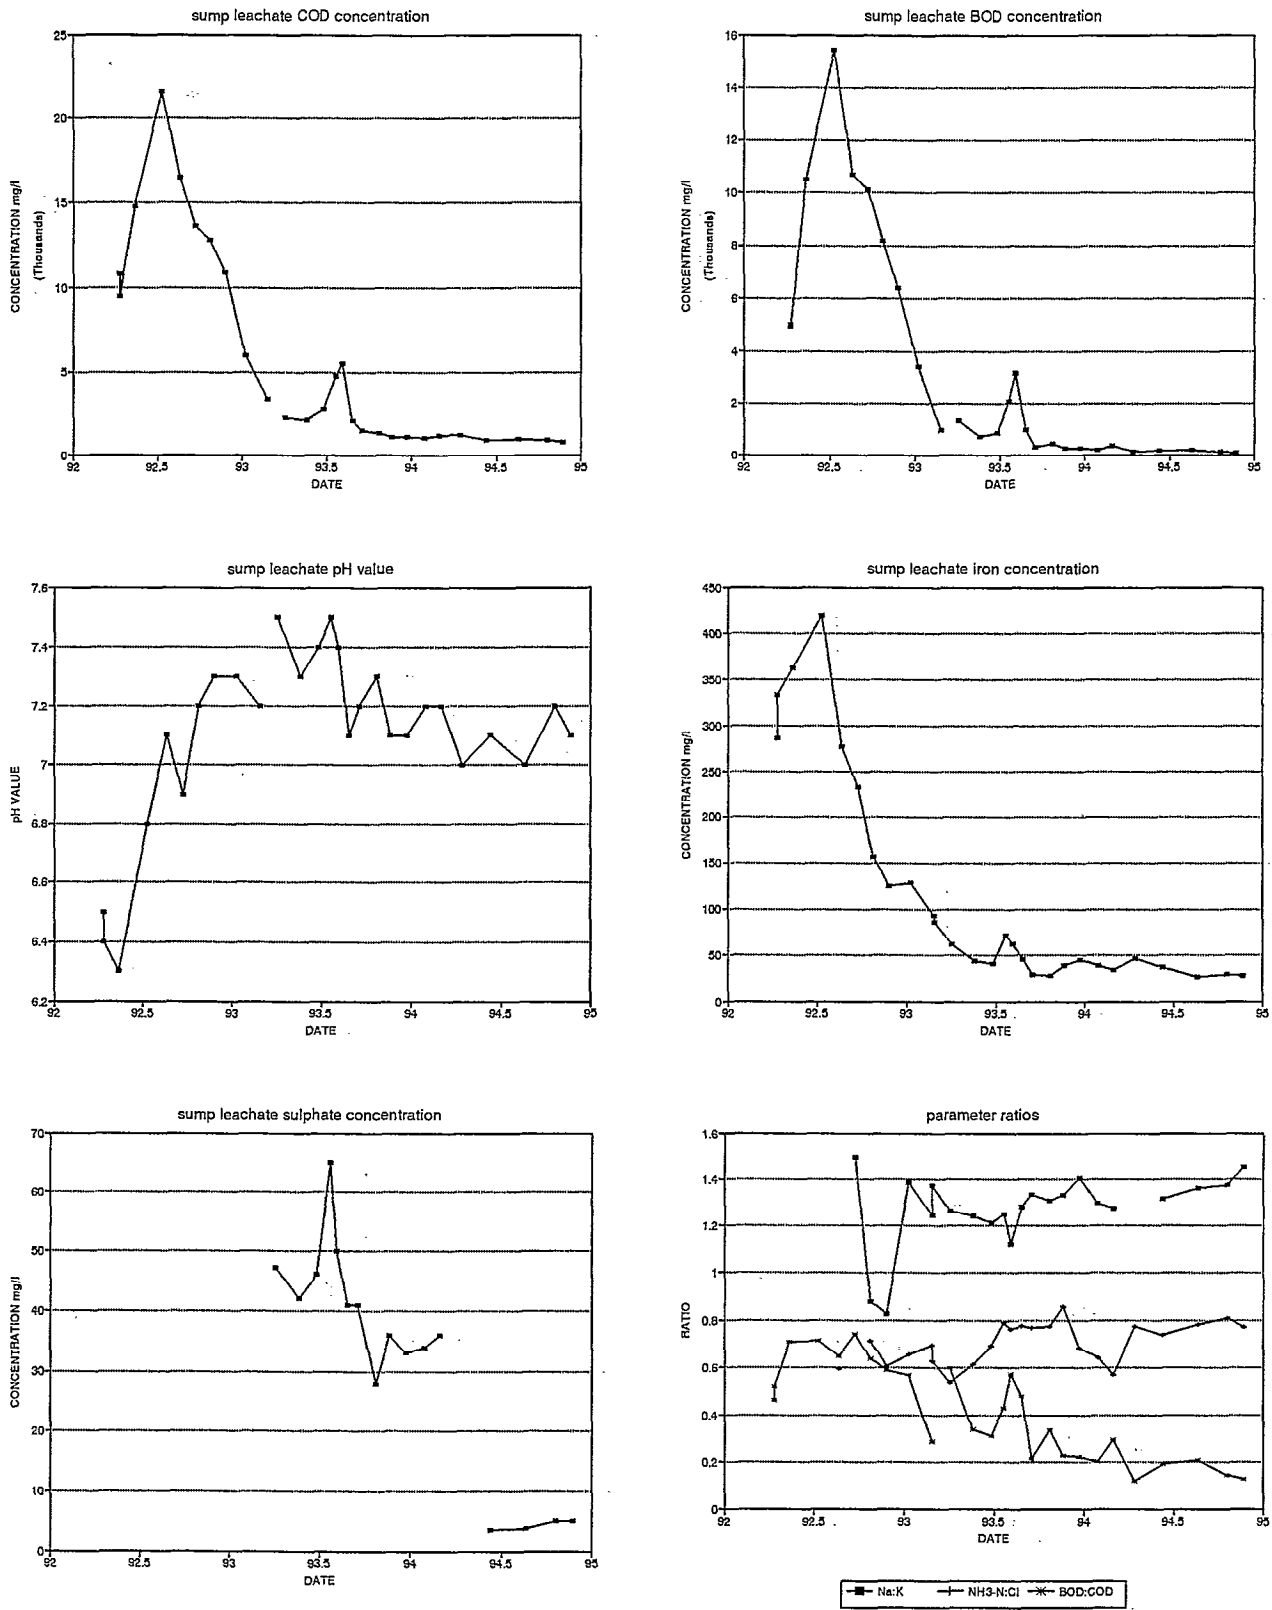 sump leachate COD concentration
25
20
15
10
5
0
CONCENTRATION mg/l
(Thousands)
92 92.5 93 93.5 94 94.5 95
DATE
sump leachate BOD concentration
16
14
12
10
8
6
4
2
0
CONCENTRATION mg/l
(Thousands)
92 92.5 93 93.5 94 94.5 95
DATE
sump leachate pH value
7.6
7.4
7.2
7
6.8
6.6
6.4
6.2
pH VALUE
92 92.5 93 93.5 94 94.5 95
DATE
sump leachate iron concentration
450
400
350
300
250
200
150
100
50
0
CONCENTRATION mg/l
92 92.5 93 93.5 94 94.5 95
DATE
sump leachate sulphate concentration
70
60
50
40
30
20
10
0
CONCENTRATION mg/l
92 92.5 93 93.5 94 94.5 95
DATE
parameter ratios
1.6
1.4
1.2
1
0.8
0.6
0.4
0.2
0
RATIO
92 92.5 93 93.5 94 94.5 95
DATE
Na:K NH3-N:Cl BOD:COD